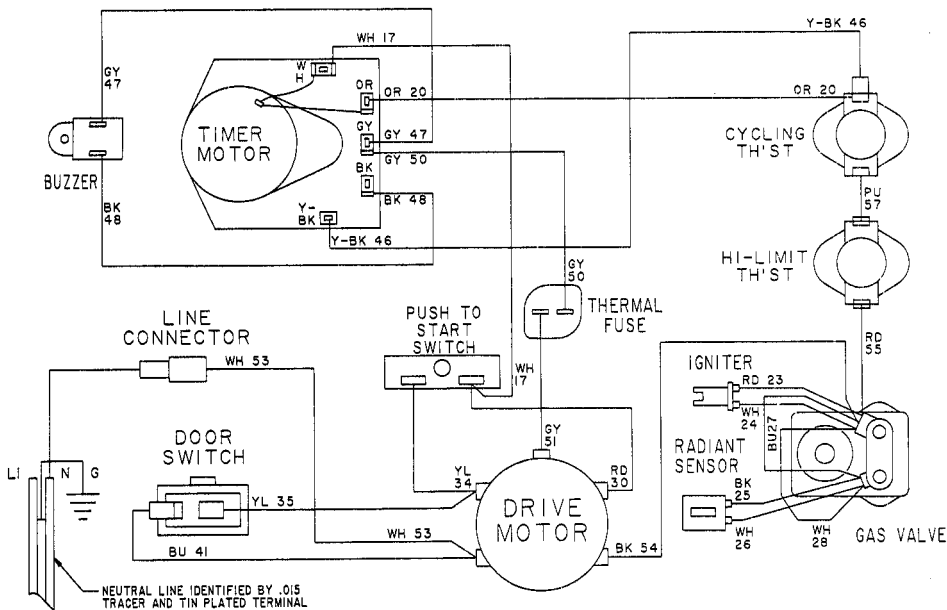 Y-BK 46
WH 17
GY
47
W
H
OR
OR 20
OR 20
GY
GY 47
GY 50
TIMER
MOTOR
CYCLING
TH'ST
BUZZER
BK
BK 48
BK
48
Y-
BK
Y-BK 46
PU
57
HI-LIMIT
TH'ST
GY
50
THERMAL
FUSE
PUSH TO
START
SWITCH
LINE
CONNECTOR
WH 53
WH
17
RD
55
IGNITER
RD 23
WH
24
BU27
GY
51
DOOR
SWITCH
RADIANT
SENSOR
L1
N
G
YL
34
RD
30
YL 35
BK
25
DRIVE
MOTOR
WH 53
BU 41
BK 54
WH
26
WH
28
GAS VALVE
NEUTRAL LINE IDENTIFIED BY .015
TRACER AND TIN PLATED TERMINAL